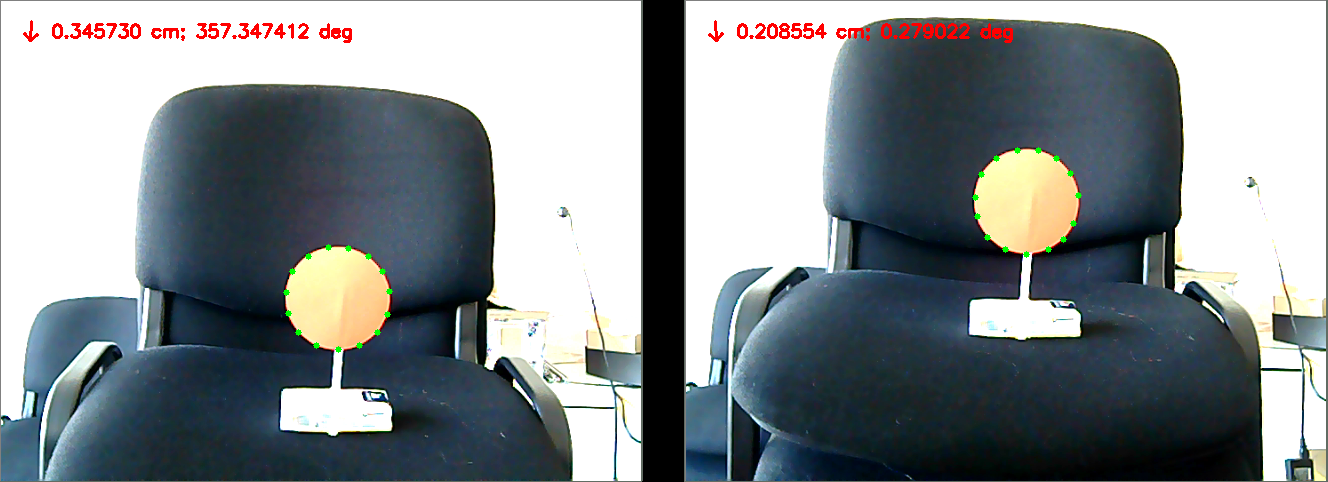 ↓ 0.345730 cm; 357.347412 deg
↓ 0.208554 cm; 0.279022 deg